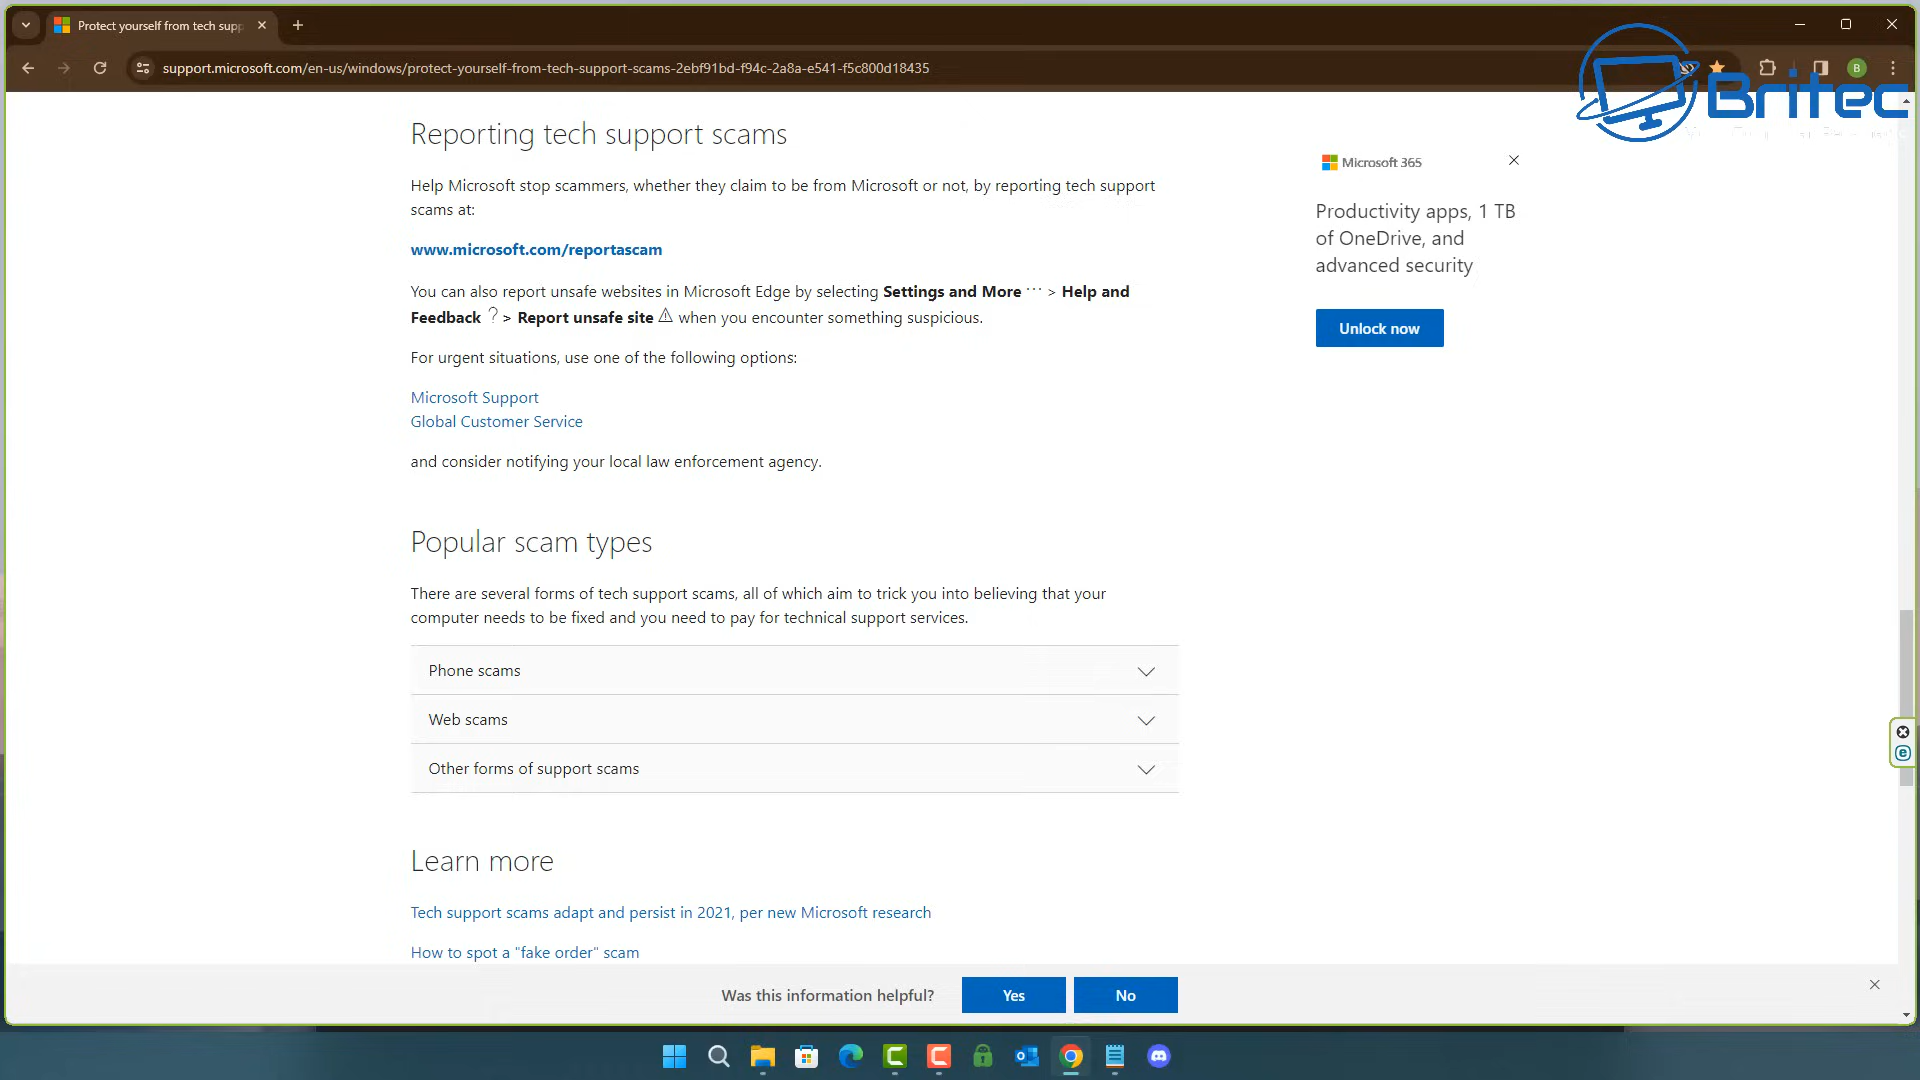 Protect yourself from tech supp
support.microsoft.com/en-us/windows/protect-yourself-from-tech-support-scams-2ebf91bd-f94c-2a8a-e541-f5c800d18435
B
Britec
Reporting tech support scams
Help Microsoft stop scammers, whether they claim to be from Microsoft or not, by reporting tech support
scams at:
www.microsoft.com/reportascam
You can also report unsafe websites in Microsoft Edge by selecting Settings and More ··· > Help and
Feedback ? > Report unsafe site ⚠ when you encounter something suspicious.
For urgent situations, use one of the following options:
Microsoft Support
Global Customer Service
and consider notifying your local law enforcement agency.
Microsoft 365
Productivity apps, 1 TB
of OneDrive, and
advanced security
Unlock now
Popular scam types
There are several forms of tech support scams, all of which aim to trick you into believing that your
computer needs to be fixed and you need to pay for technical support services.
Phone scams
Web scams
Other forms of support scams
Learn more
Tech support scams adapt and persist in 2021, per new Microsoft research
How to spot a "fake order" scam
Was this information helpful?
Yes
No